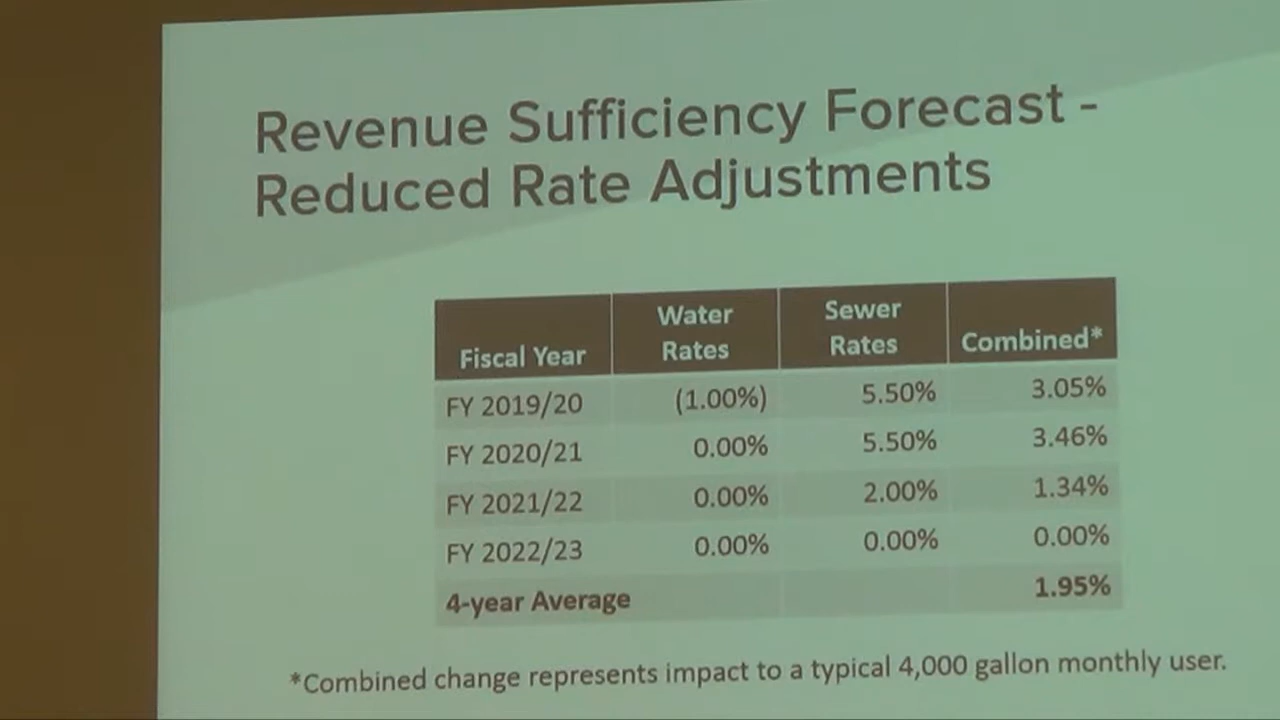 Revenue Sufficiency Forecast -
Reduced Rate Adjustments
Fiscal Year Water Rates Sewer Rates Combined*
FY 2019/20 (1.00%) 5.50% 3.05%
FY 2020/21 0.00% 5.50% 3.46%
FY 2021/22 0.00% 2.00% 1.34%
FY 2022/23 0.00% 0.00% 0.00%
4-year Average 1.95%
*Combined change represents impact to a typical 4,000 gallon monthly user.